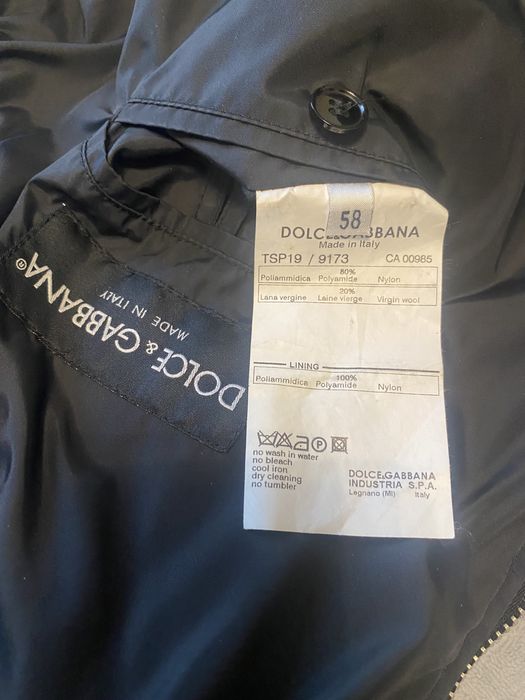 58
DOLCE&GABBANA
Made in Italy
TSP19 / 9173 CA 00985
80%
Poliammidica Polyamide Nylon
20%
Lana vergine Laine vierge Virgin wool
LINING
100%
Poliammidica Polyamide Nylon
no wash in water
no bleach
cool iron
dry cleaning
no tumbler
DOLCE&GABBANA
INDUSTRIA S.P.A.
Legnano (MI) Italy
DOLCE & GABBANA®
MADE IN ITALY